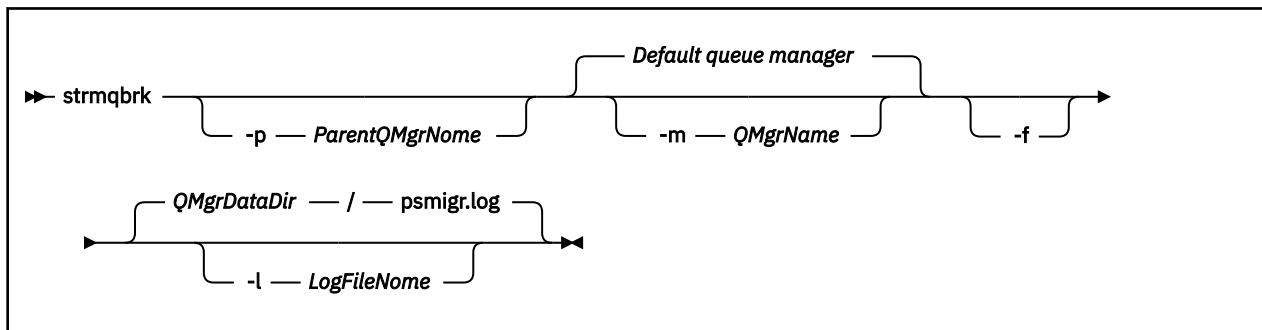 Default queue manager
strmqbrk
-p ParentQMgrNome
-m QMgrName
-f
QMgrDataDir / psmigr.log
-l LogFileNome